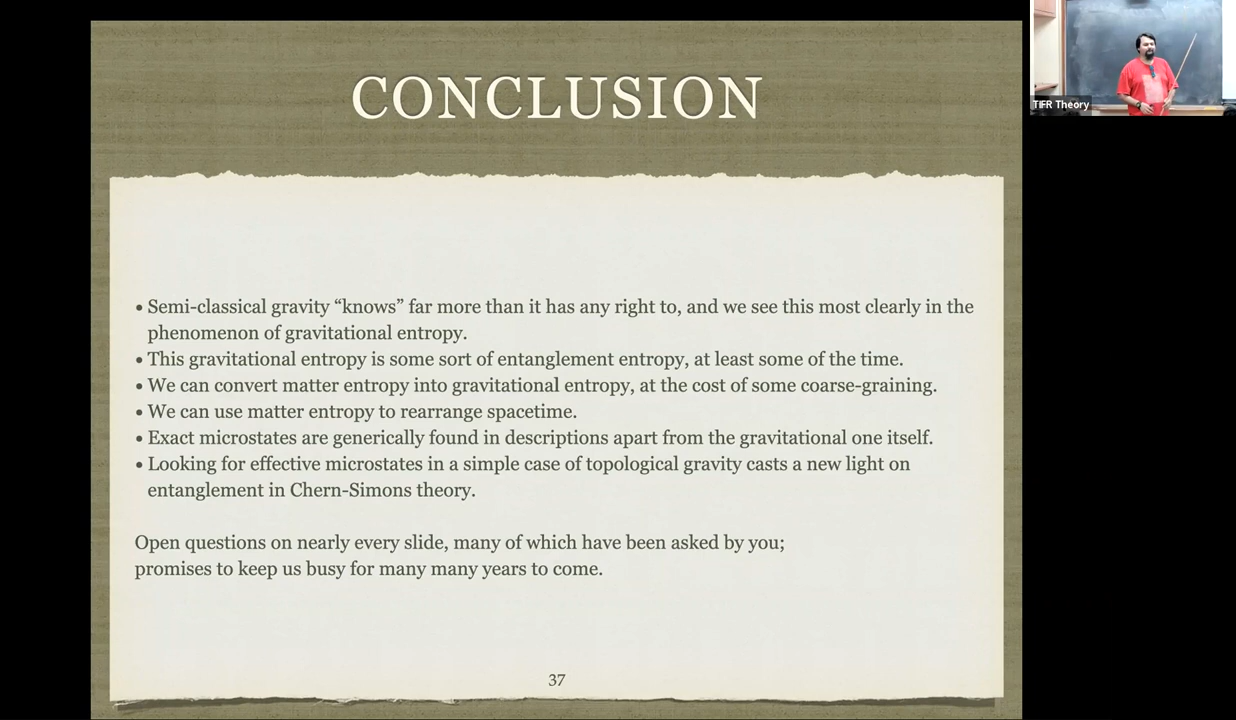 CONCLUSION
TIFR Theory
• Semi-classical gravity “knows” far more than it has any right to, and we see this most clearly in the
phenomenon of gravitational entropy.
• This gravitational entropy is some sort of entanglement entropy, at least some of the time.
• We can convert matter entropy into gravitational entropy, at the cost of some coarse-graining.
• We can use matter entropy to rearrange spacetime.
• Exact microstates are generically found in descriptions apart from the gravitational one itself.
• Looking for effective microstates in a simple case of topological gravity casts a new light on
entanglement in Chern-Simons theory.
Open questions on nearly every slide, many of which have been asked by you;
promises to keep us busy for many many years to come.
37